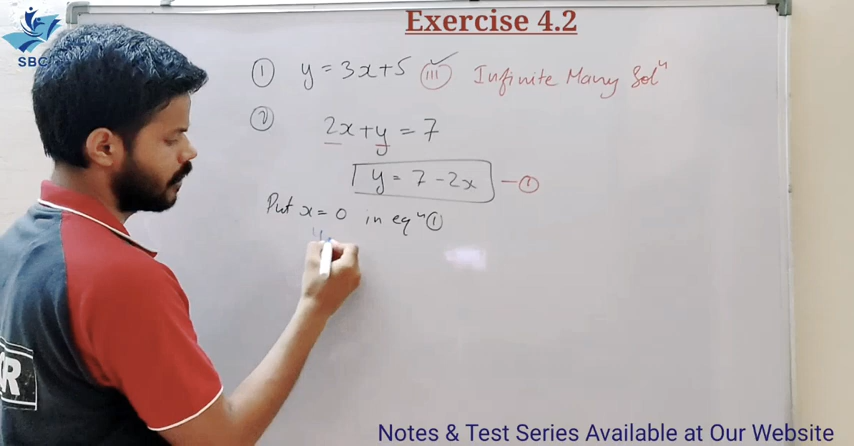 Exercise 4.2
SBC
① y = 3x+5 (iii) ✓ Infinite Many Solⁿ
② 2x+y = 7
y = 7 - 2x —①
Put x = 0 in eqⁿ ①
Notes & Test Series Available at Our Website